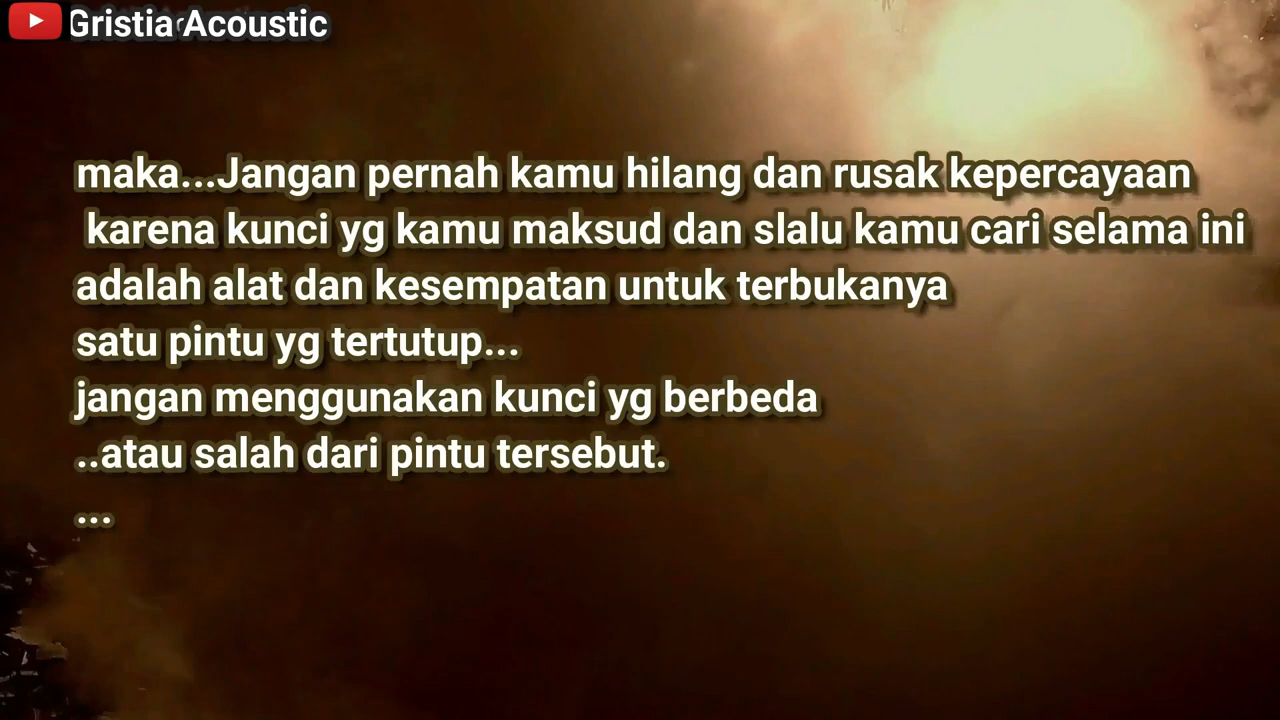 Gristia Acoustic
maka...Jangan pernah kamu hilang dan rusak kepercayaan
karena kunci yg kamu maksud dan slalu kamu cari selama ini
adalah alat dan kesempatan untuk terbukanya
satu pintu yg tertutup...
jangan menggunakan kunci yg berbeda
..atau salah dari pintu tersebut.
...